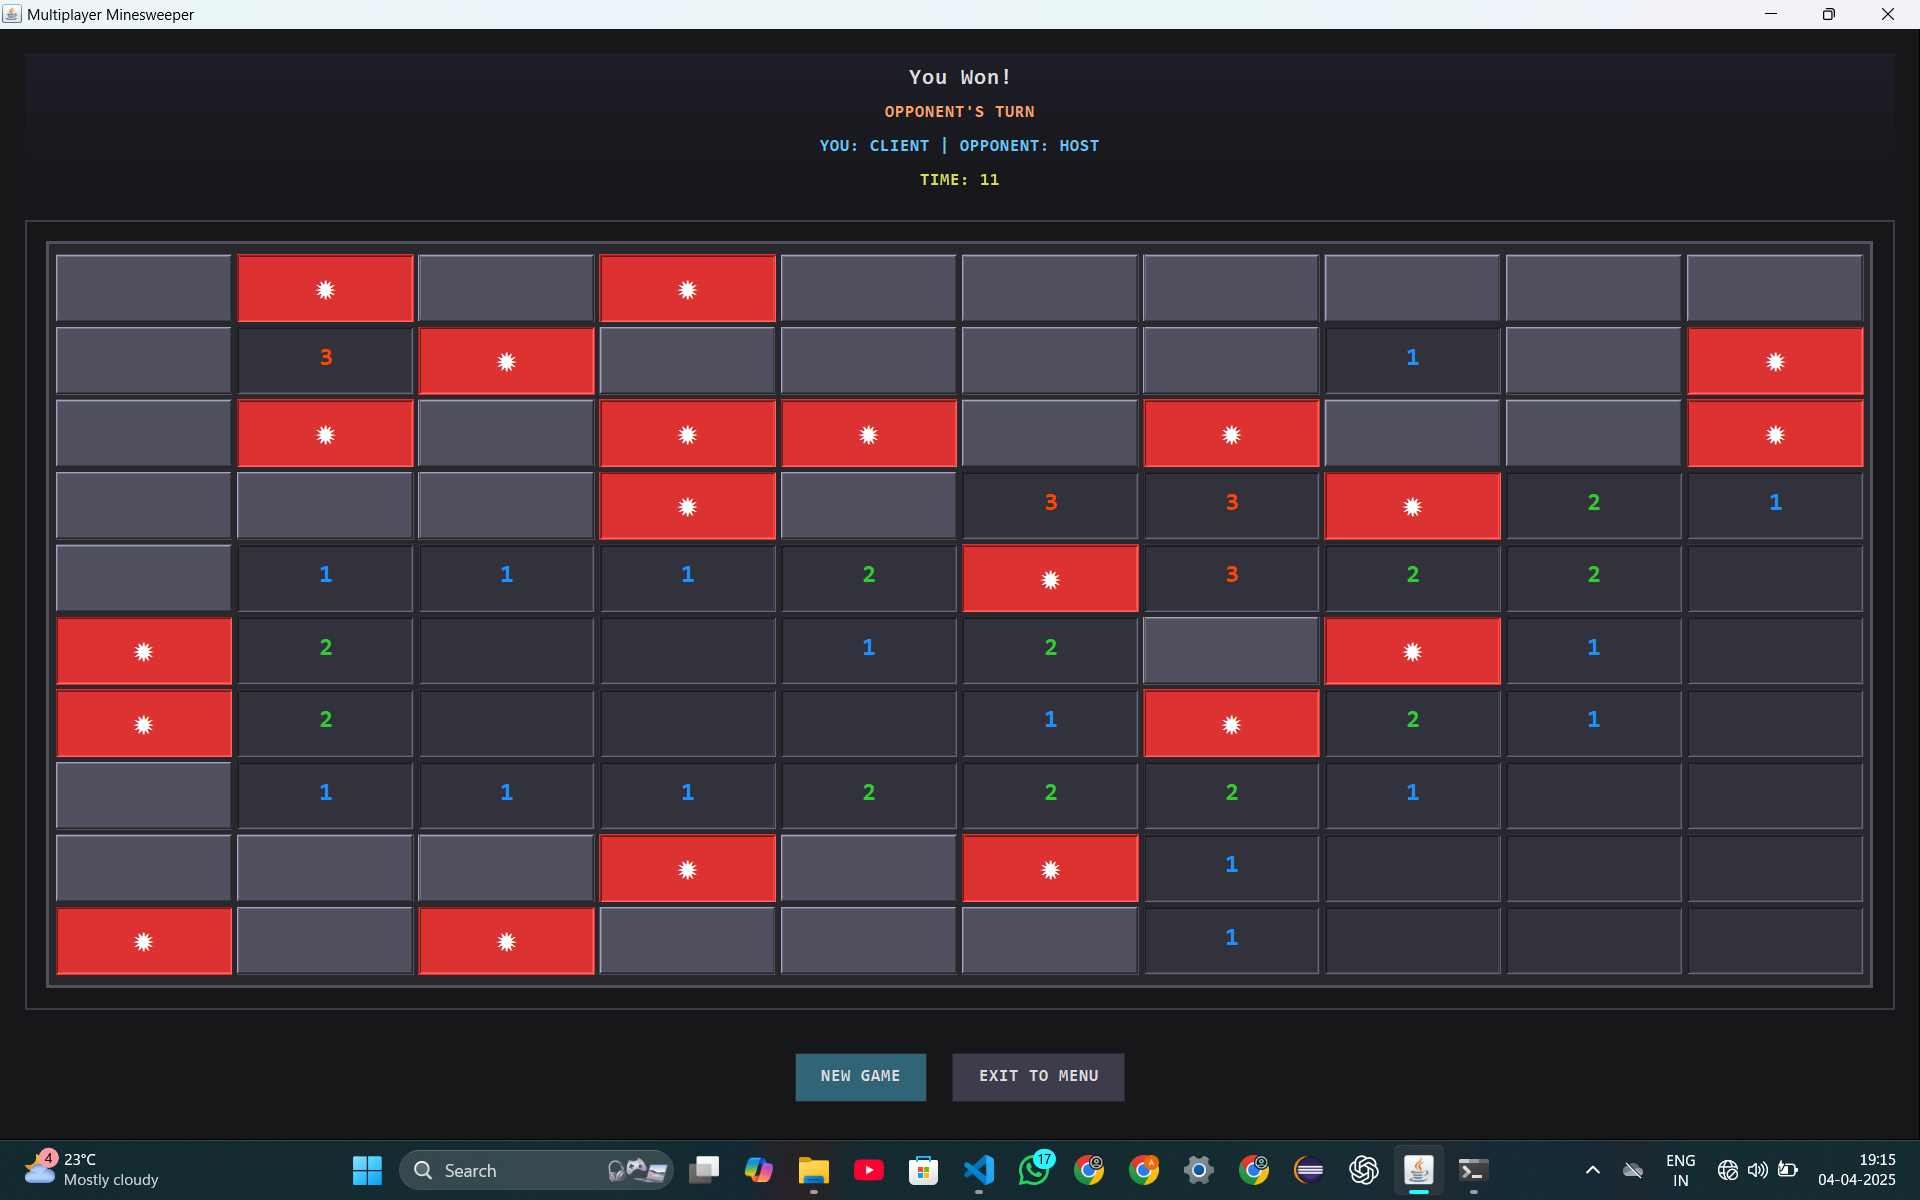 Multiplayer Minesweeper
You Won!
OPPONENT'S TURN
YOU: CLIENT | OPPONENT: HOST
TIME: 11
3 1
3 3 2 1
1 1 1 2 3 2 2
2 1 2 1
2 1 2 1
1 1 1 2 2 2 1
1
1
NEW GAME EXIT TO MENU
4 23°C
Mostly cloudy
Search
17
ENG
IN
19:15
04-04-2025